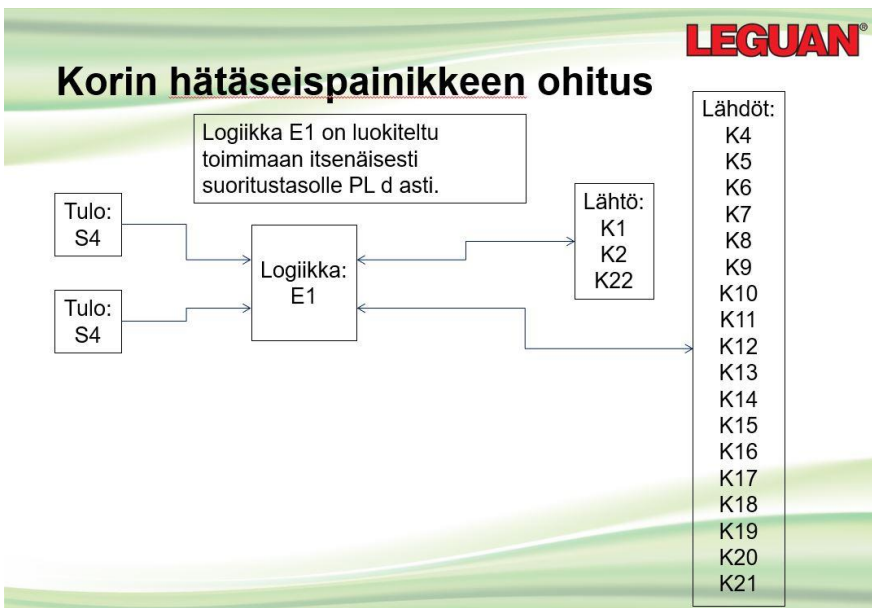 LEGUAN®
Korin hätäseispainikkeen ohitus
Logiikka E1 on luokiteltu
toimimaan itsenäisesti
suoritustasolle PL d asti.
Tulo:
S4
Tulo:
S4
Logiikka:
E1
Lähtö:
K1
K2
K22
Lähdöt:
K4
K5
K6
K7
K8
K9
K10
K11
K12
K13
K14
K15
K16
K17
K18
K19
K20
K21